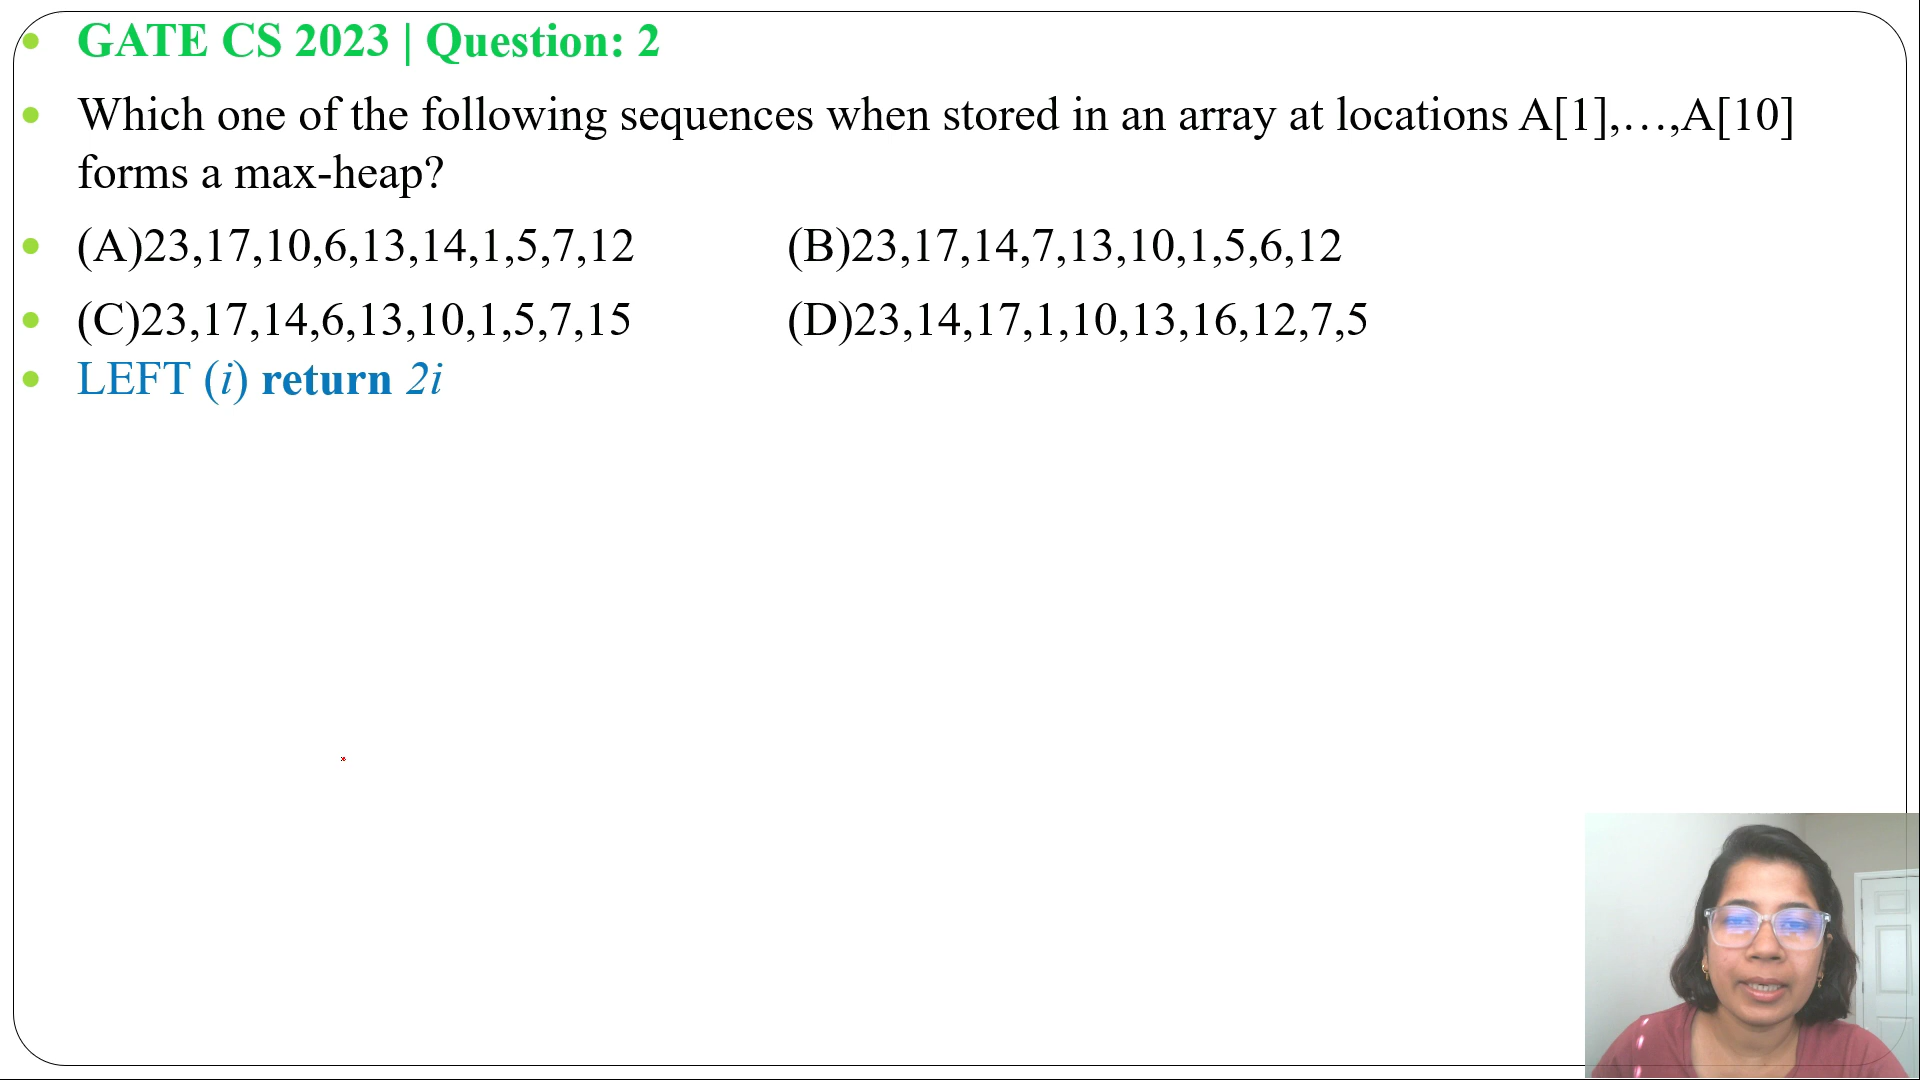 GATE CS 2023 | Question: 2
Which one of the following sequences when stored in an array at locations A[1],…,A[10]
forms a max-heap?
(A)23,17,10,6,13,14,1,5,7,12 (B)23,17,14,7,13,10,1,5,6,12
(C)23,17,14,6,13,10,1,5,7,15 (D)23,14,17,1,10,13,16,12,7,5
LEFT (i) return 2i